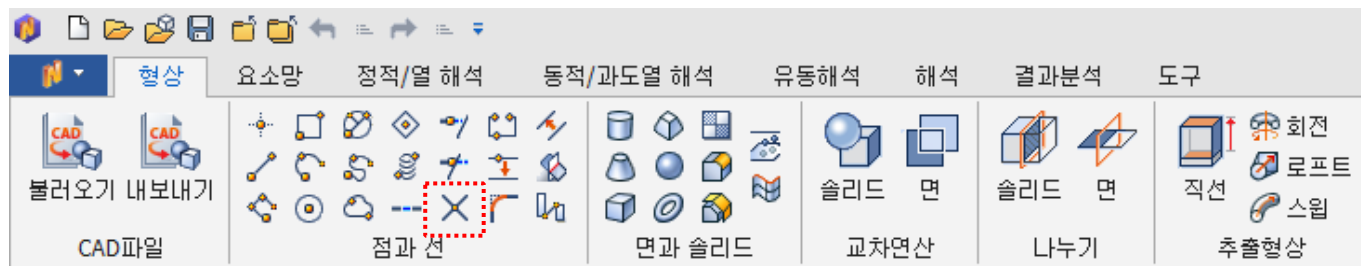 형상 요소망 정적/열 해석 동적/과도열 해석 유동해석 해석 결과분석 도구
CAD CAD
회전
로프트
불러오기 내보내기 솔리드 면 솔리드 면 직선
스윕
CAD파일 점과 선 면과 솔리드 교차연산 나누기 추출형상